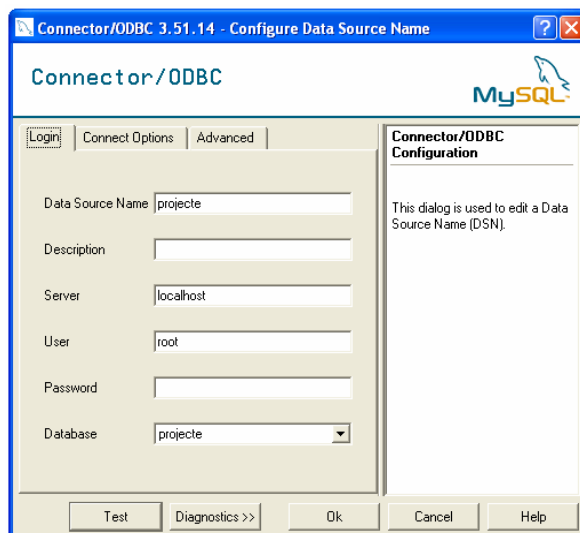 Connector/ODBC 3.51.14 - Configure Data Source Name
Connector/ODBC
MySQL
Login Connect Options Advanced
Data Source Name projecte
Description
Server localhost
User root
Password
Database projecte
Connector/ODBC
Configuration
This dialog is used to edit a Data
Source Name (DSN).
Test Diagnostics >> Ok Cancel Help